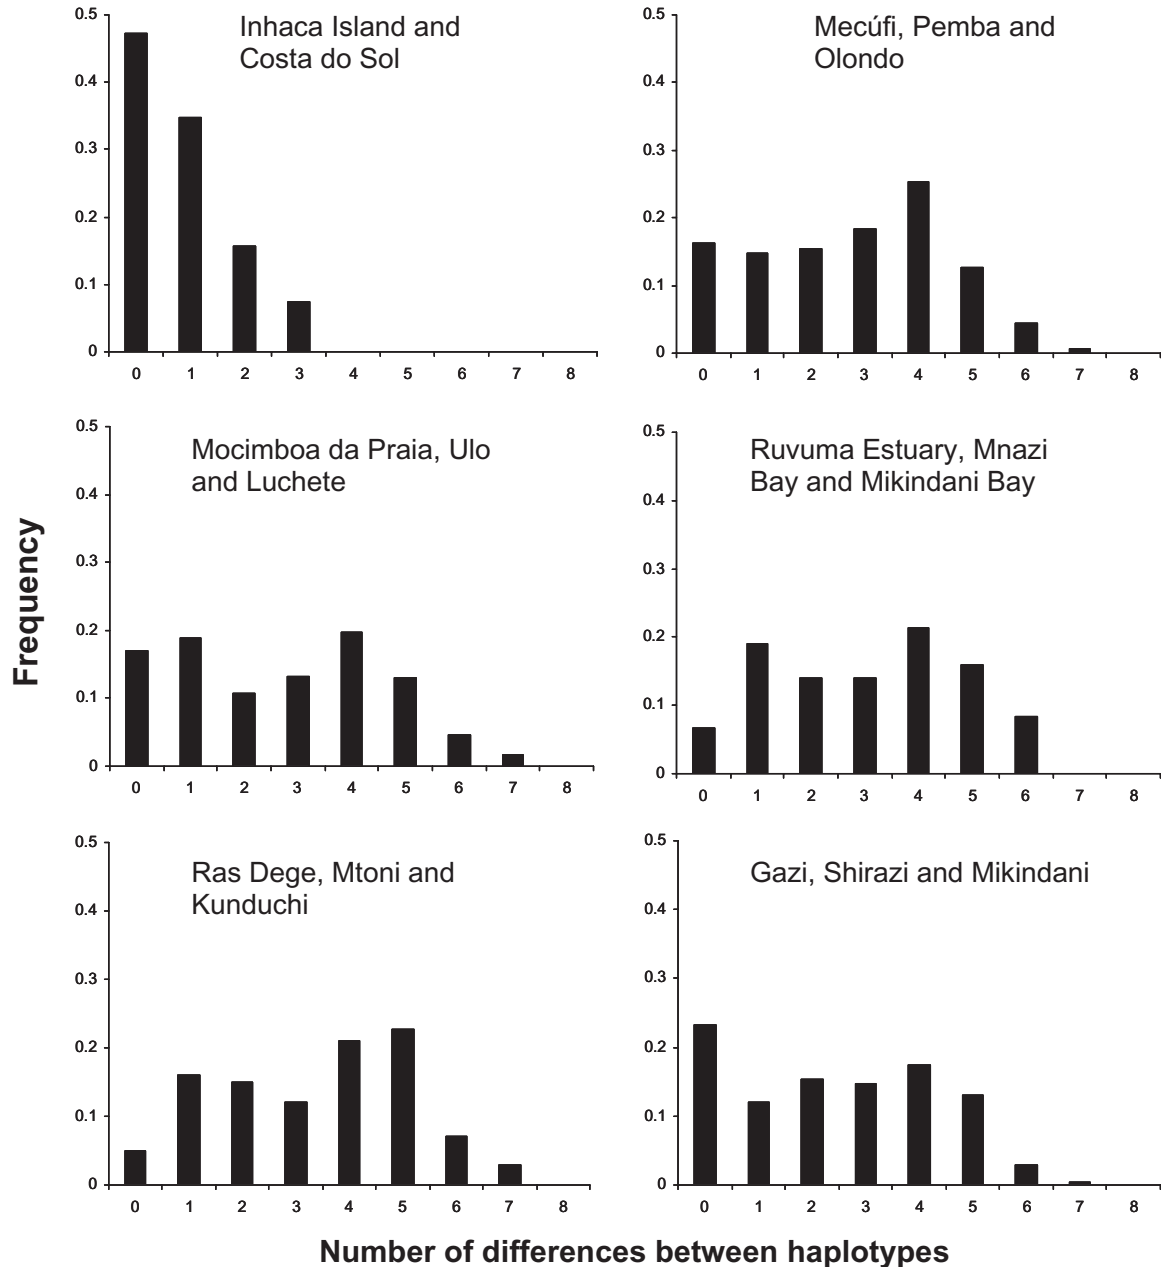 Frequency
Inhaca Island and
Costa do Sol
0.5
0.4
0.3
0.2
0.1
0
0 1 2 3 4 5 6 7 8
Mecúfi, Pemba and
Olondo
0.5
0.4
0.3
0.2
0.1
0
0 1 2 3 4 5 6 7 8
Mocimboa da Praia, Ulo
and Luchete
0.5
0.4
0.3
0.2
0.1
0
0 1 2 3 4 5 6 7 8
Ruvuma Estuary, Mnazi
Bay and Mikindani Bay
0.5
0.4
0.3
0.2
0.1
0
0 1 2 3 4 5 6 7 8
Ras Dege, Mtoni and
Kunduchi
0.5
0.4
0.3
0.2
0.1
0
0 1 2 3 4 5 6 7 8
Gazi, Shirazi and Mikindani
0.5
0.4
0.3
0.2
0.1
0
0 1 2 3 4 5 6 7 8
Number of differences between haplotypes